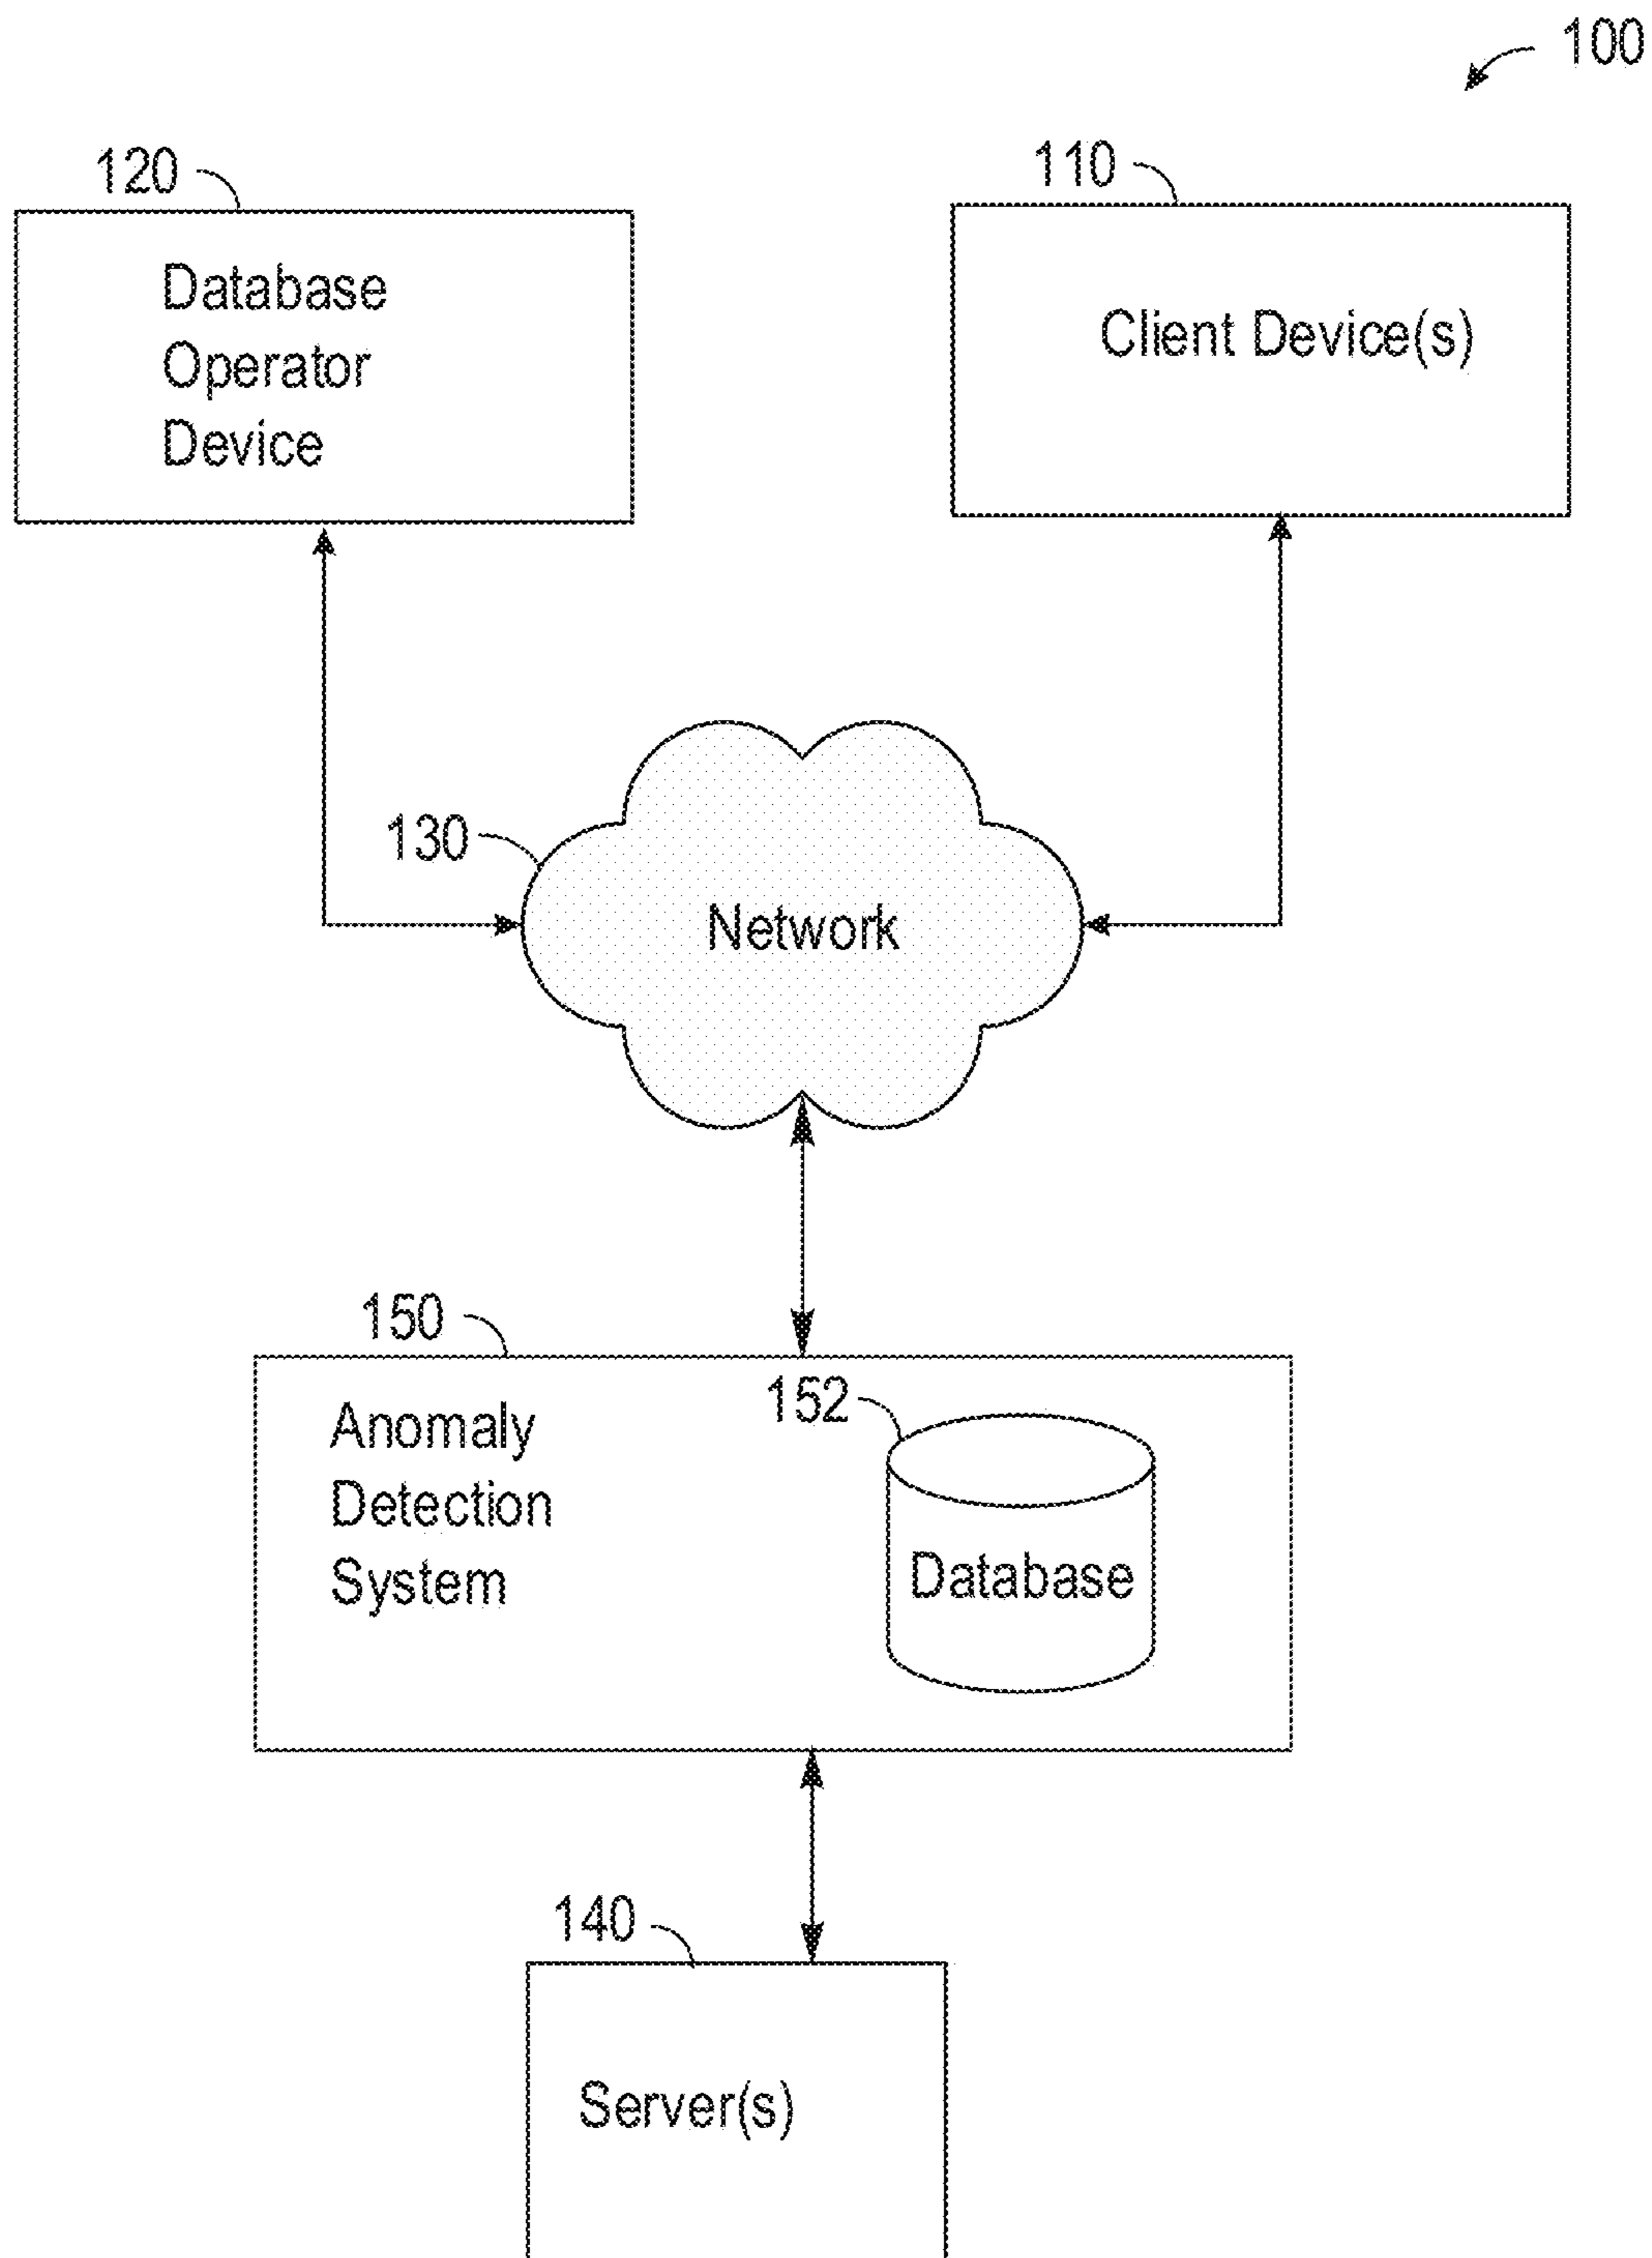 100
120
110
Database
Operator
Device
Client Device(s)
130
Network
150
152
Anomaly
Detection
System
Database
140
Server(s)